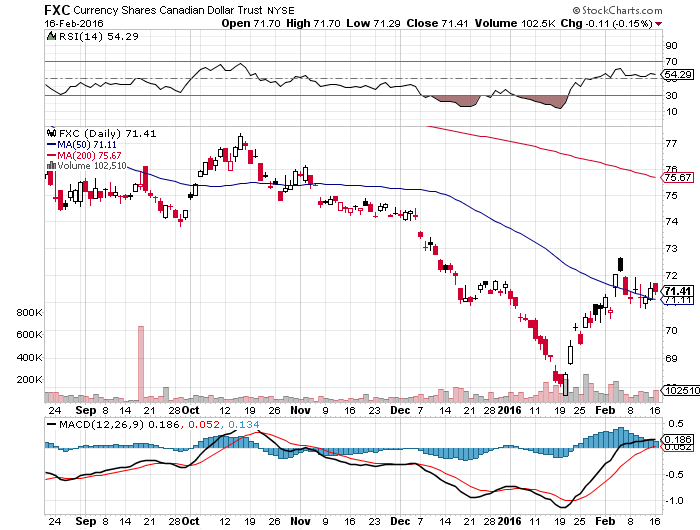 FXC Currency Shares Canadian Dollar Trust NYSE © StockCharts.com
16-Feb-2016 Open 71.70 High 71.70 Low 71.29 Close 71.41 Volume 102.5K Chg -0.11 (-0.15%)
RSI(14) 54.29
90
70
54.29
50
30
10
FXC (Daily) 71.41
MA(50) 71.11
MA(200) 75.67
Volume 102,510
77
76
75.67
75
74
73
72
71.41
71.11
70
69
68
800K
600K
400K
200K
102510
24 Sep 8 14 21 28 Oct 12 19 26 Nov 9 16 23 Dec 7 14 21 28 2016 11 19 25 Feb 8 16
MACD(12,26,9) 0.186, 0.052, 0.134
0.5
0.186
0.052
-0.5
-1.0
24 Sep 8 14 21 28 Oct 12 19 26 Nov 9 16 23 Dec 7 14 21 28 2016 11 19 25 Feb 8 16